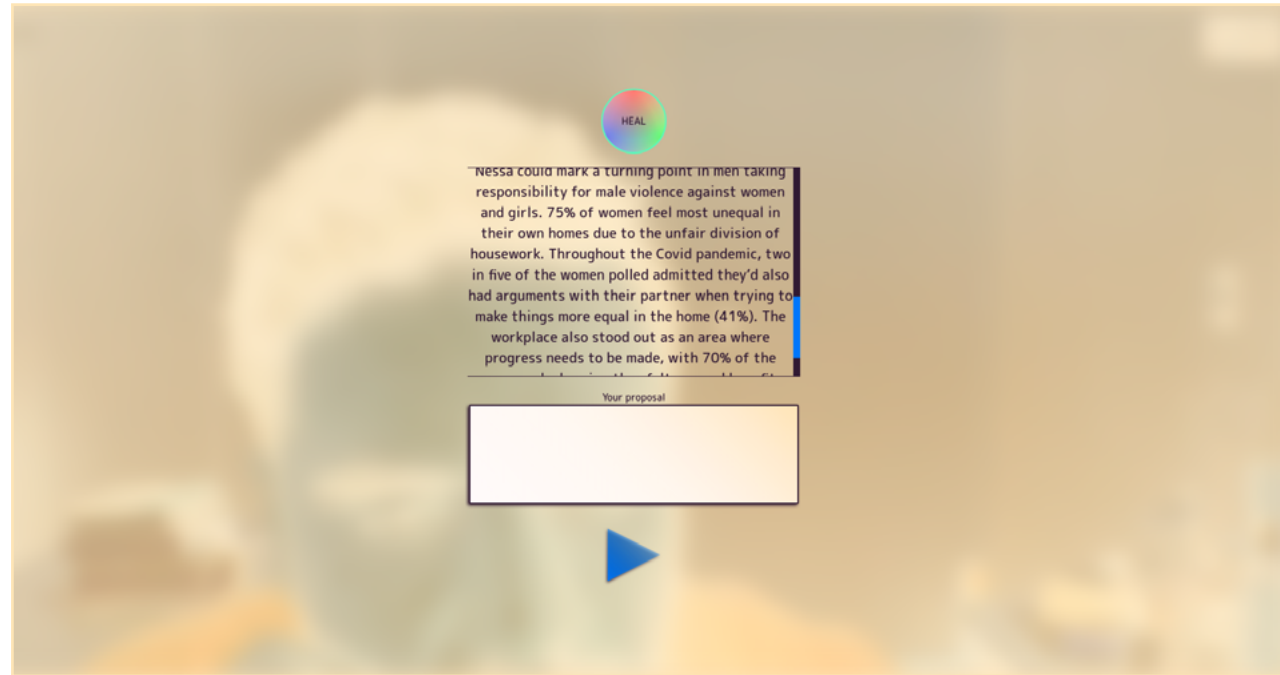 HEAL
Nessa could mark a turning point in men taking
responsibility for male violence against women
and girls. 75% of women feel most unequal in
their own homes due to the unfair division of
housework. Throughout the Covid pandemic, two
in five of the women polled admitted they’d also
had arguments with their partner when trying to
make things more equal in the home (41%). The
workplace also stood out as an area where
progress needs to be made, with 70% of the
Your proposal